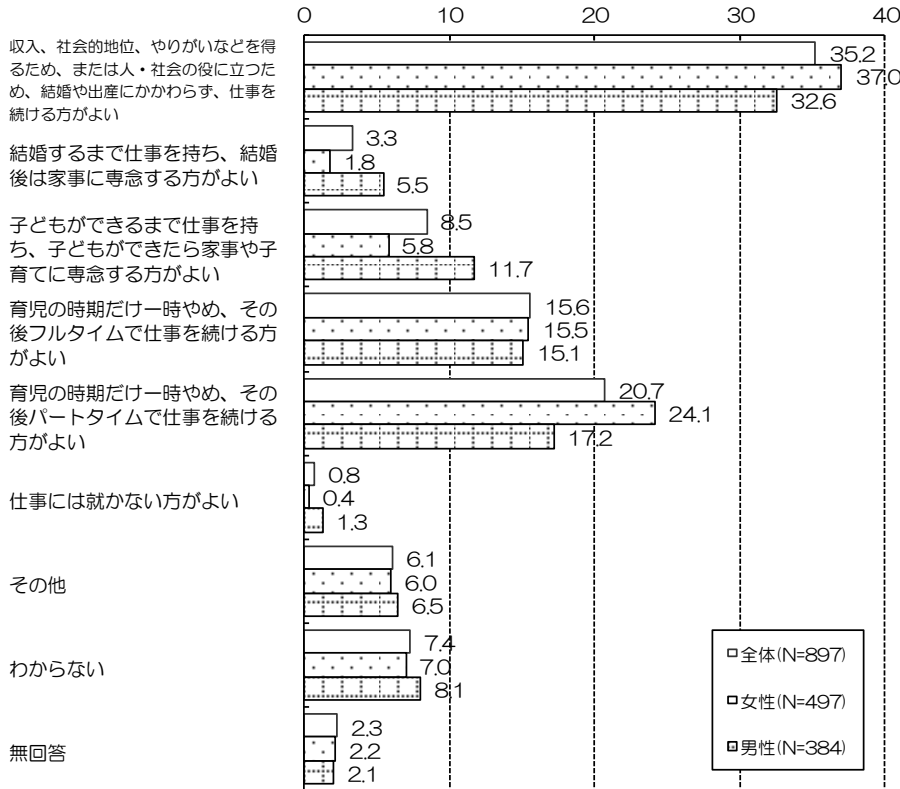 0 10 20 30 40
収入、社会的地位、やりがいなどを得
るため、または人・社会の役に立つた
め、結婚や出産にかかわらず、仕事を
続ける方がよい
35.2
37.0
32.6
結婚するまで仕事を持ち、結婚
後は家事に専念する方がよい
3.3
1.8
5.5
子どもができるまで仕事を持
ち、子どもができたら家事や子
育てに専念する方がよい
8.5
5.8
11.7
育児の時期だけ一時やめ、その
後フルタイムで仕事を続ける方
がよい
15.6
15.5
15.1
育児の時期だけ一時やめ、その
後パートタイムで仕事を続ける
方がよい
20.7
24.1
17.2
仕事には就かない方がよい
0.8
0.4
1.3
その他
6.1
6.0
6.5
わからない
7.4
7.0
8.1
無回答
2.3
2.2
2.1
全体(N=897)
女性(N=497)
男性(N=384)